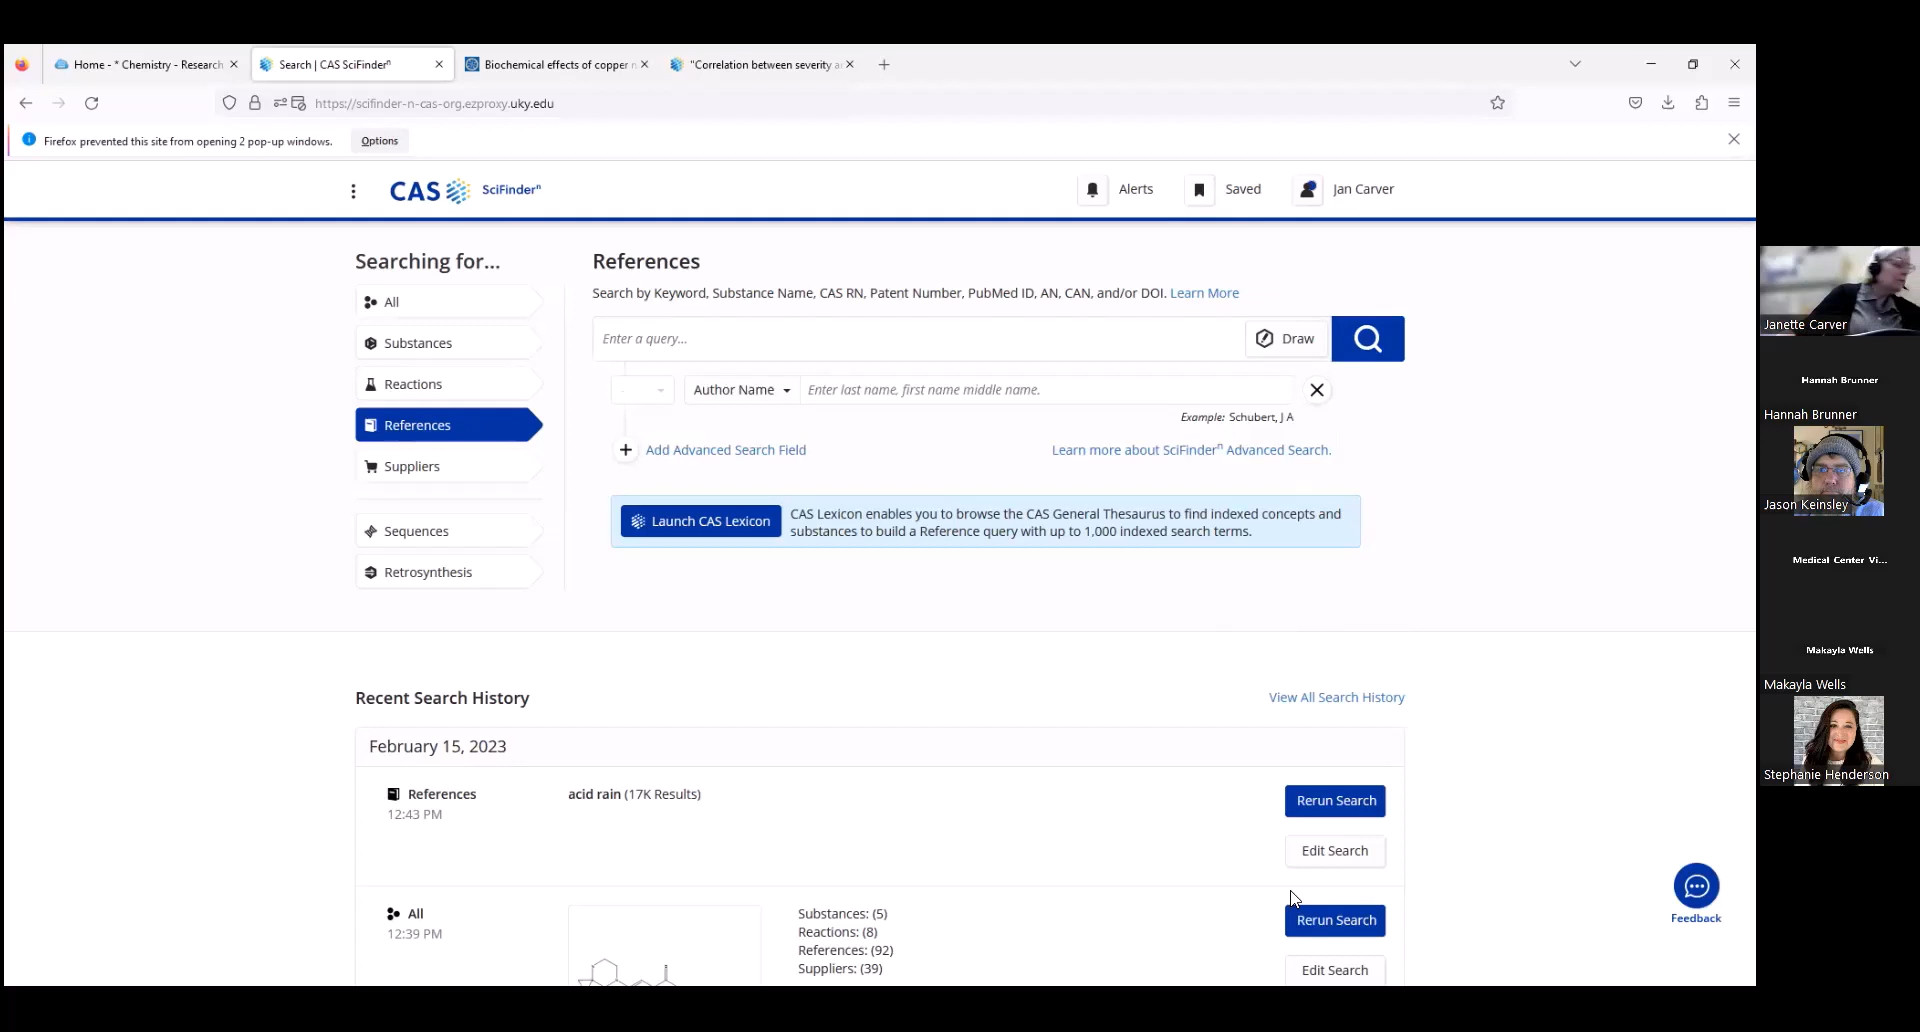 Home - * Chemistry - Research
Search | CAS SciFinderⁿ
Biochemical effects of copper
"Correlation between severity a
https://scifinder-n-cas-org.ezproxy.uky.edu
Firefox prevented this site from opening 2 pop-up windows.
Options
CAS SciFinderⁿ
Alerts
Saved
Jan Carver
Searching for...
All
Substances
Reactions
References
Suppliers
Sequences
Retrosynthesis
References
Search by Keyword, Substance Name, CAS RN, Patent Number, PubMed ID, AN, CAN, and/or DOI. Learn More
Enter a query...
Draw
Author Name
Enter last name, first name middle name.
Example: Schubert, J A
Add Advanced Search Field
Learn more about SciFinderⁿ Advanced Search.
Launch CAS Lexicon
CAS Lexicon enables you to browse the CAS General Thesaurus to find indexed concepts and
substances to build a Reference query with up to 1,000 indexed search terms.
Recent Search History
View All Search History
February 15, 2023
References
12:43 PM
acid rain (17K Results)
Rerun Search
Edit Search
All
12:39 PM
Substances: (5)
Reactions: (8)
References: (92)
Suppliers: (39)
Rerun Search
Edit Search
Feedback
Janette Carver
Hannah Brunner
Hannah Brunner
Jason Keinsley
Medical Center Vi...
Makayla Wells
Makayla Wells
Stephanie Henderson